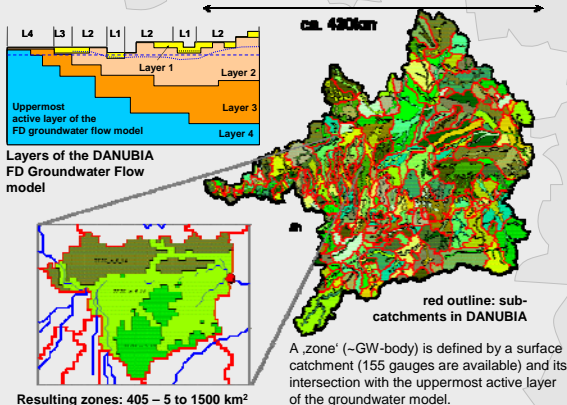 ca. 430km
L4 L3 L2 L1 L2 L1 L2
Layer 1
Layer 2
Layer 3
Layer 4
Uppermost
active layer of the
FD groundwater flow model
Layers of the DANUBIA
FD Groundwater Flow
model
red outline: sub-
catchments in DANUBIA
A ‚zone‘ (~GW-body) is defined by a surface
catchment (155 gauges are available) and its
intersection with the uppermost active layer
of the groundwater model.
Resulting zones: 405 – 5 to 1500 km²